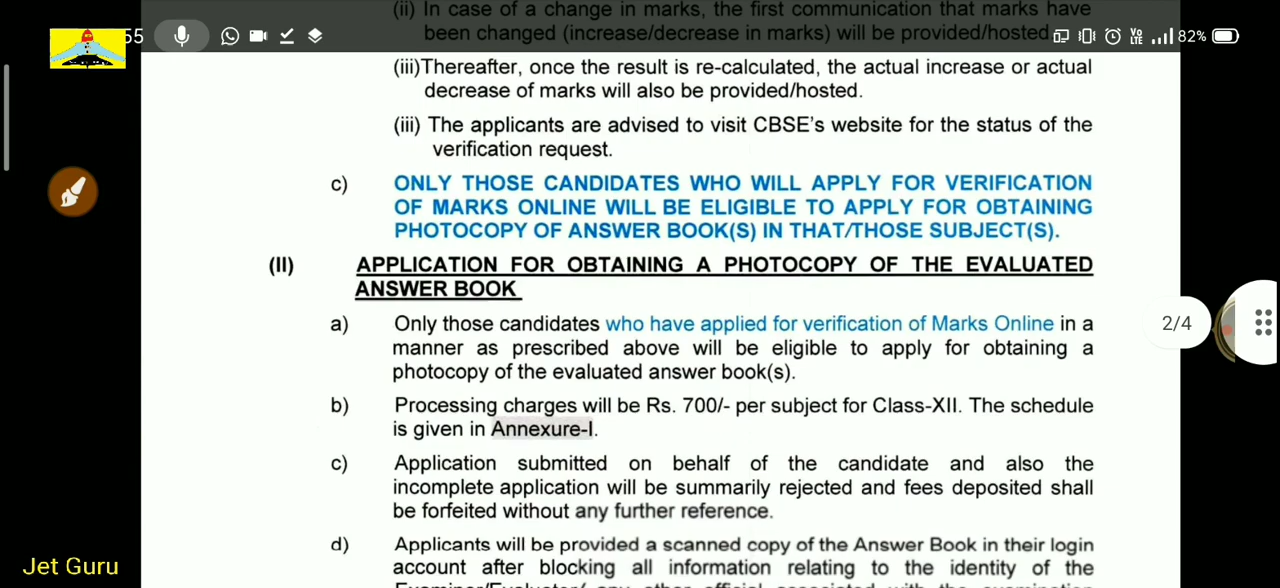 (ii) In case of a change in marks, the first communication that marks have
55
been changed (increase/decrease in marks) will be provided/hosted
82%
(iii)Thereafter, once the result is re-calculated, the actual increase or actual
decrease of marks will also be provided/hosted.
(iii) The applicants are advised to visit CBSE's website for the status of the
verification request.
c) ONLY THOSE CANDIDATES WHO WILL APPLY FOR VERIFICATION
OF MARKS ONLINE WILL BE ELIGIBLE TO APPLY FOR OBTAINING
PHOTOCOPY OF ANSWER BOOK(S) IN THAT/THOSE SUBJECT(S).
(II) APPLICATION FOR OBTAINING A PHOTOCOPY OF THE EVALUATED
ANSWER BOOK
a) Only those candidates who have applied for verification of Marks Online in a
2/4
manner as prescribed above will be eligible to apply for obtaining a
photocopy of the evaluated answer book(s).
b) Processing charges will be Rs. 700/- per subject for Class-XII. The schedule
is given in Annexure-I.
c) Application submitted on behalf of the candidate and also the
incomplete application will be summarily rejected and fees deposited shall
be forfeited without any further reference.
d) Applicants will be provided a scanned copy of the Answer Book in their login
account after blocking all information relating to the identity of the
Examiner/Evaluator/ any other official associated with the examination
Jet Guru